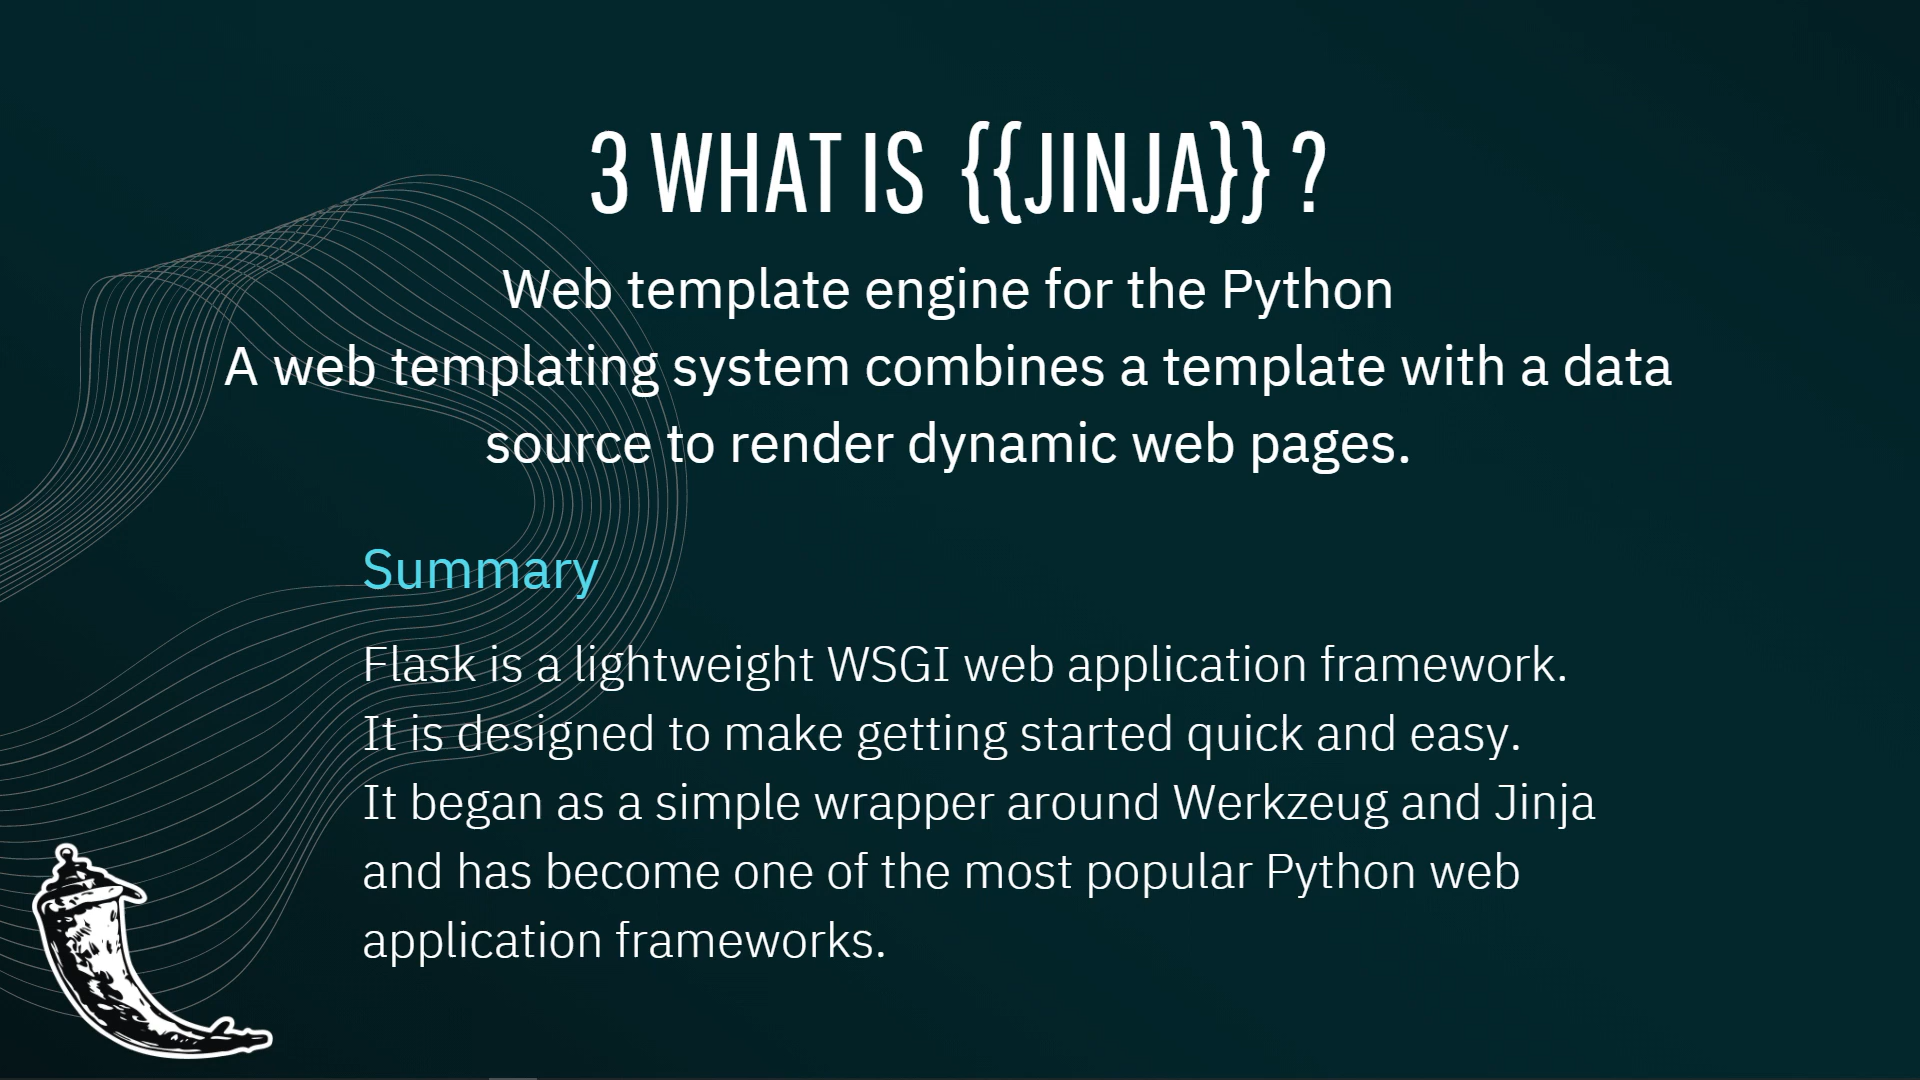 3 WHAT IS {{JINJA}} ?
Web template engine for the Python
A web templating system combines a template with a data
source to render dynamic web pages.
Summary
Flask is a lightweight WSGI web application framework.
It is designed to make getting started quick and easy.
It began as a simple wrapper around Werkzeug and Jinja
and has become one of the most popular Python web
application frameworks.